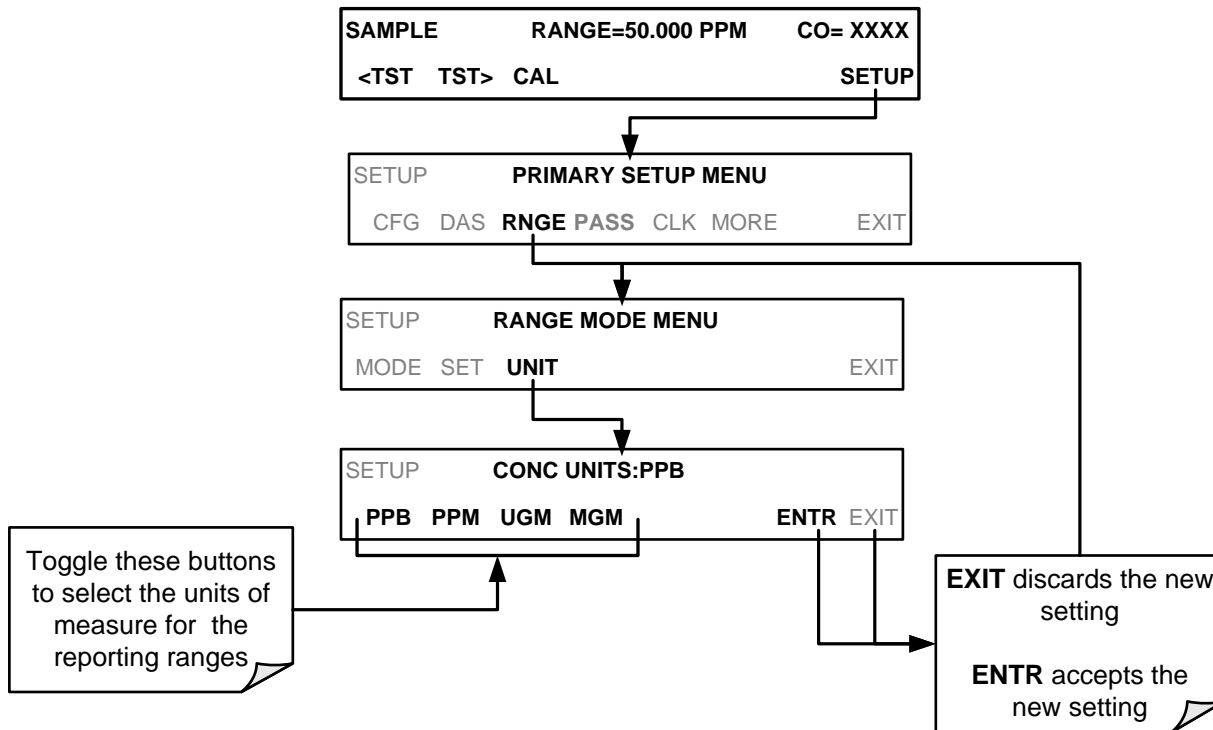 SAMPLE RANGE=50.000 PPM CO= XXXX
<TST TST> CAL SETUP
SETUP PRIMARY SETUP MENU
CFG DAS RNGE PASS CLK MORE EXIT
SETUP RANGE MODE MENU
MODE SET UNIT EXIT
SETUP CONC UNITS:PPB
PPB PPM UGM MGM ENTR EXIT
Toggle these buttons
to select the units of
measure for the
reporting ranges
EXIT discards the new
setting
ENTR accepts the
new setting